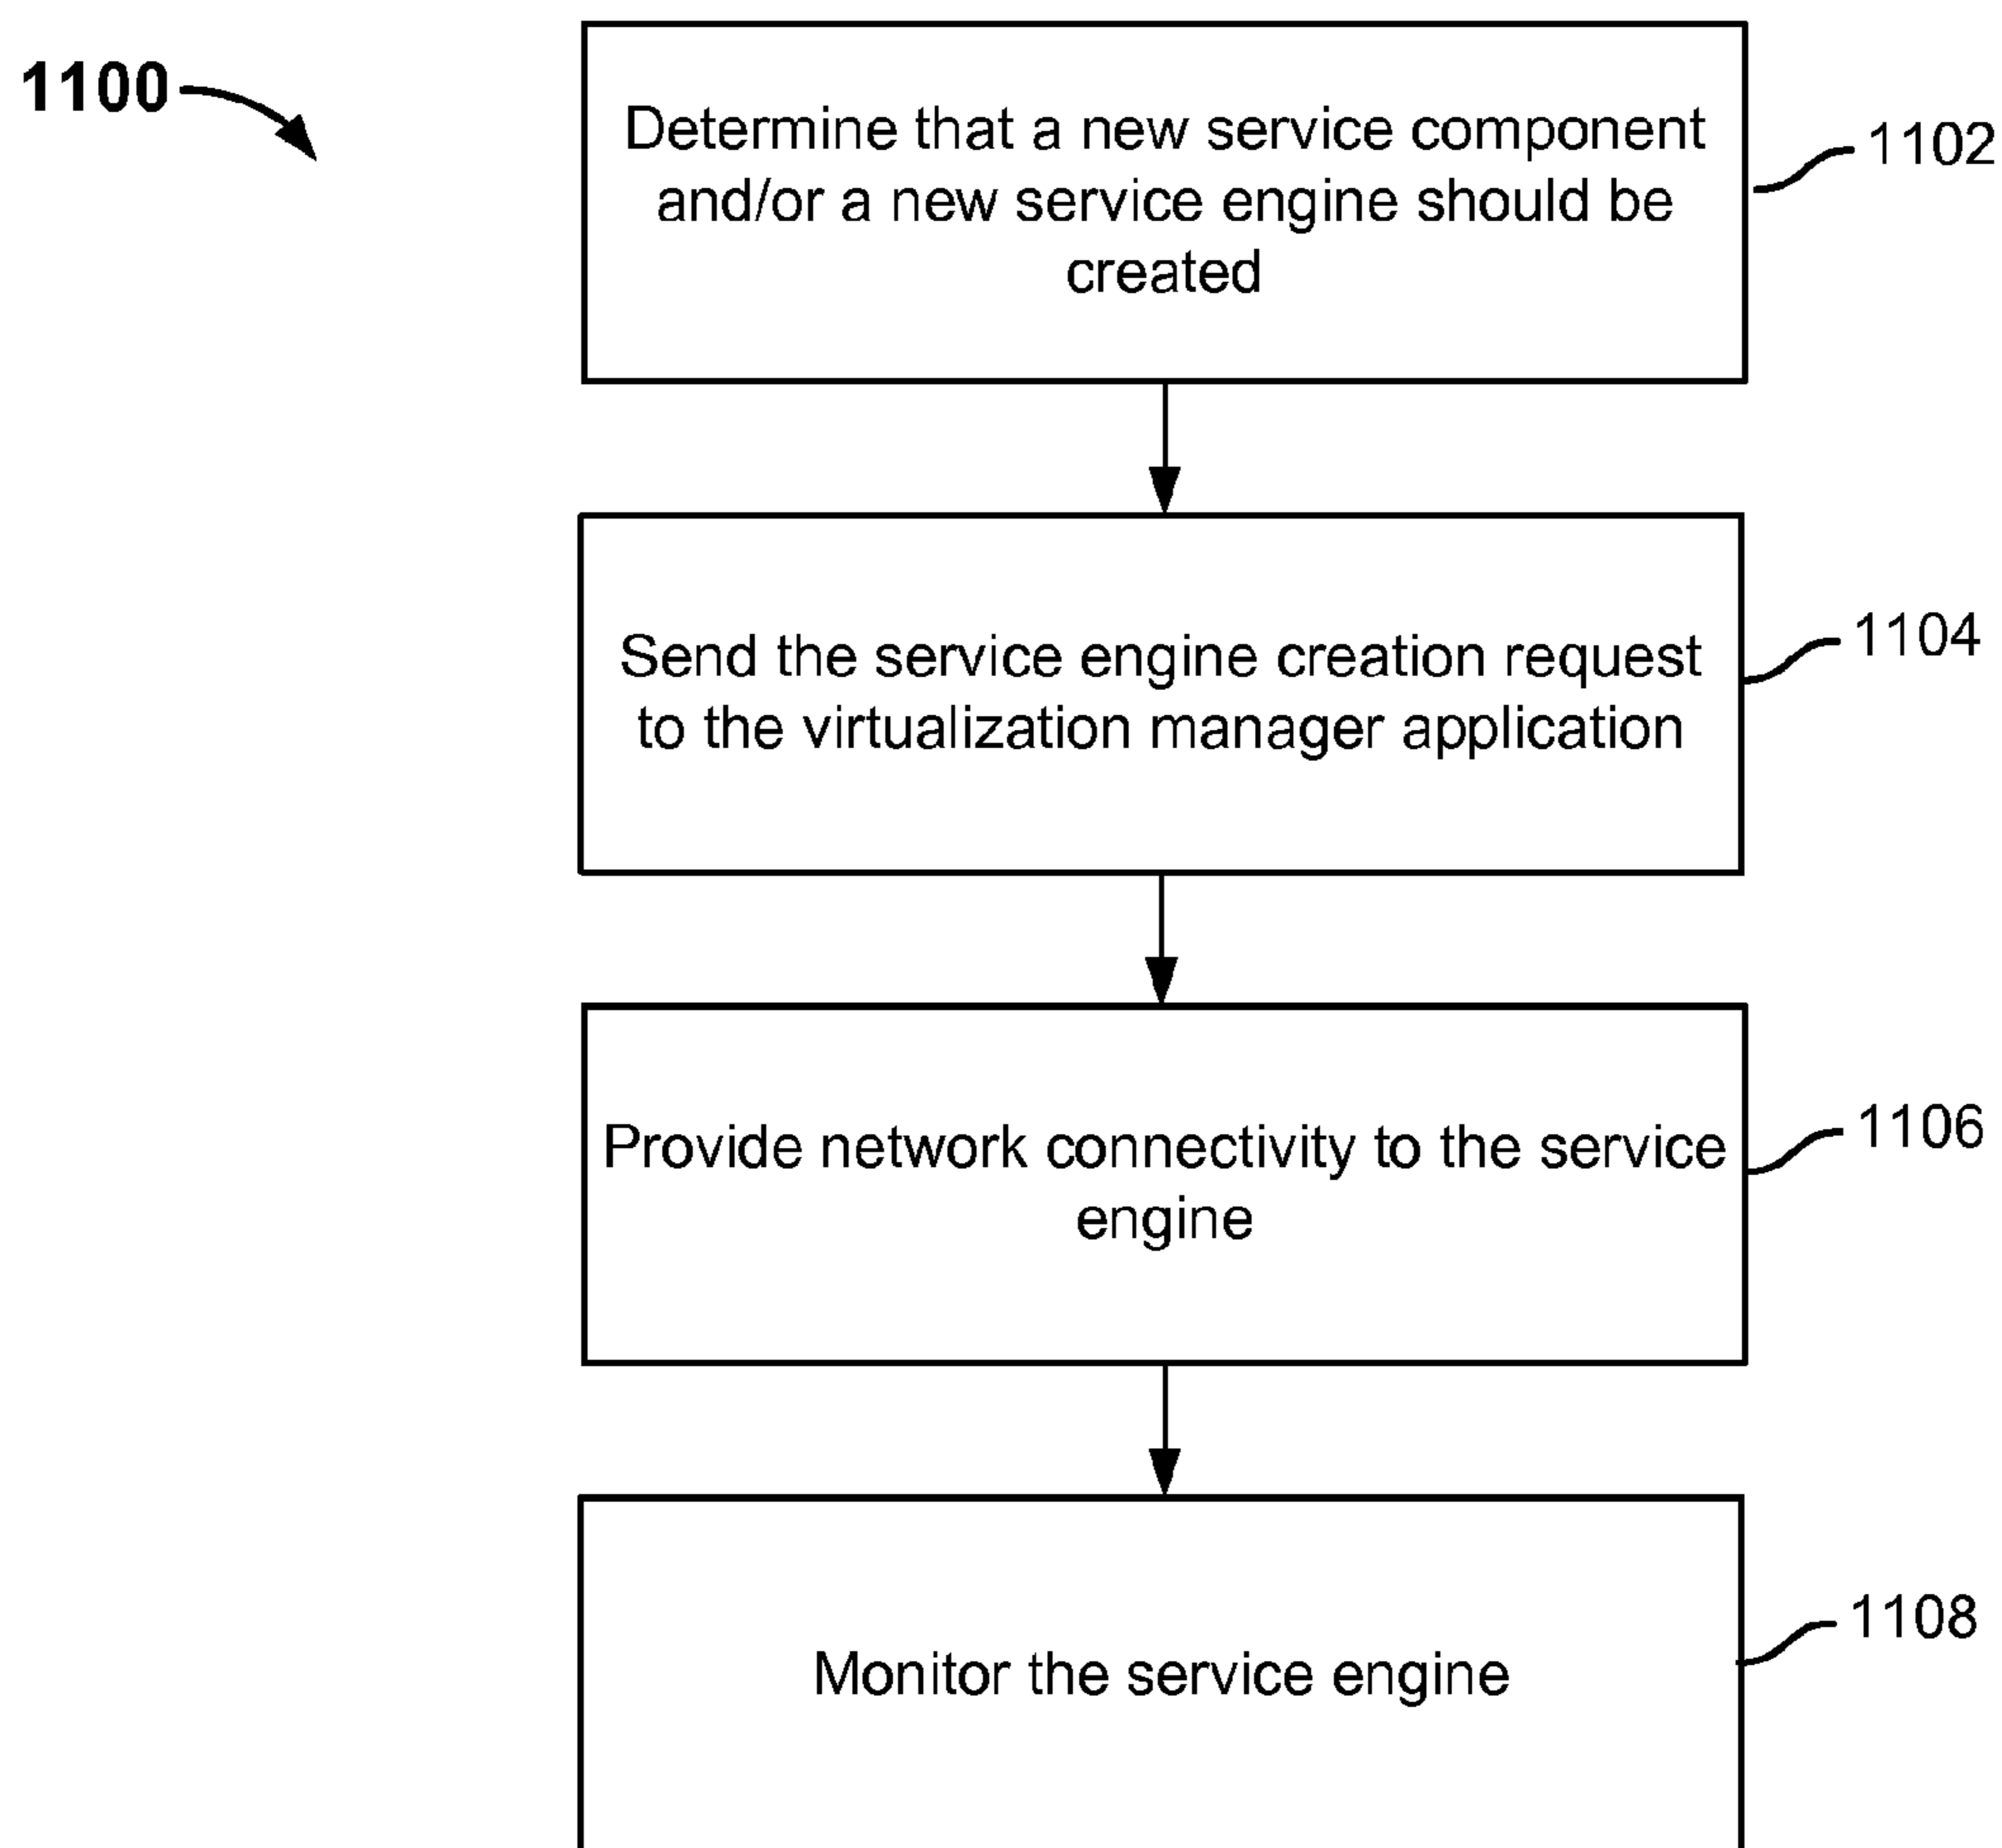 1100
Determine that a new service component
and/or a new service engine should be
created
1102
Send the service engine creation request
to the virtualization manager application
1104
Provide network connectivity to the service
engine
1106
Monitor the service engine
1108